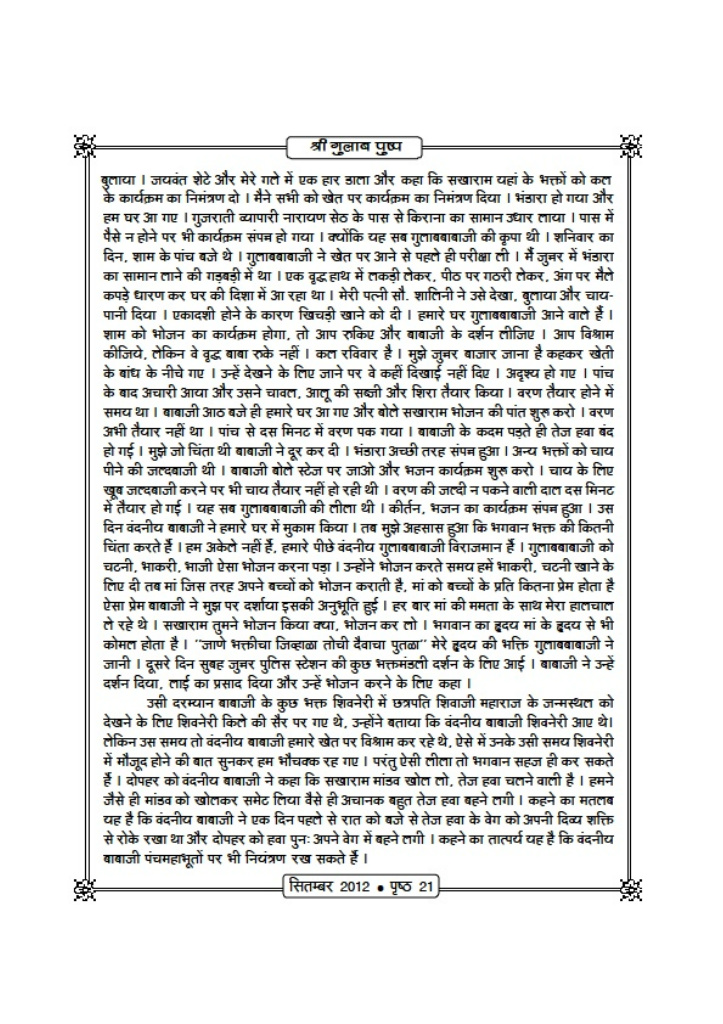 श्री गुलाब पुष्प
बुलाया । जयवंत शेटे और मेरे गले में एक हार डाला और कहा कि सखाराम यहां के भक्तों को कल
के कार्यक्रम का निमंत्रण दो । मैने सभी को खेत पर कार्यक्रम का निमंत्रण दिया । भंडारा हो गया और
हम घर आ गए । गुजराती व्यापारी नारायण सेठ के पास से किराना का सामान उधार लाया । पास में
पैसे न होने पर भी कार्यक्रम संपन्न हो गया । क्योंकि यह सब गुलाबबाबाजी की कृपा थी । शनिवार का
दिन, शाम के पांच बजे थे । गुलाबबाबाजी ने खेत पर आने से पहले ही परीक्षा ली । मैं जुन्नर में भंडारा
का सामान लाने की गड़बड़ी में था । एक वृद्ध हाथ में लकड़ी लेकर, पीठ पर गठरी लेकर, अंग पर मैले
कपड़े धारण कर घर की दिशा में आ रहा था । मेरी पत्नी सौ. शालिनी ने उसे देखा, बुलाया और चाय-
पानी दिया । एकादशी होने के कारण खिचड़ी खाने को दी । हमारे घर गुलाबबाबाजी आने वाले हैं ।
शाम को भोजन का कार्यक्रम होगा, तो आप रुकिए और बाबाजी के दर्शन लीजिए । आप विश्राम
कीजिये, लेकिन वे वृद्ध बाबा रुके नहीं । कल रविवार है । मुझे जुन्नर बाजार जाना है कहकर खेती
के बांध के नीचे गए । उन्हें देखने के लिए जाने पर वे कहीं दिखाई नहीं दिए । अदृश्य हो गए । पांच
के बाद अचारी आया और उसने चावल, आलू की सब्जी और शिरा तैयार किया । वरण तैयार होने में
समय था । बाबाजी आठ बजे ही हमारे घर आ गए और बोले सखाराम भोजन की पांत शुरू करो । वरण
अभी तैयार नहीं था । पांच से दस मिनट में वरण पक गया । बाबाजी के कदम पड़ते ही तेज हवा बंद
हो गई । मुझे जो चिंता थी बाबाजी ने दूर कर दी । भंडारा अच्छी तरह संपन्न हुआ । अन्य भक्तों को चाय
पीने की जल्दबाजी थी । बाबाजी बोले स्टेज पर जाओ और भजन कार्यक्रम शुरू करो । चाय के लिए
खूब जल्दबाजी करने पर भी चाय तैयार नहीं हो रही थी । वरण की जल्दी न पकने वाली दाल दस मिनट
में तैयार हो गई । यह सब गुलाबबाबाजी की लीला थी । कीर्तन, भजन का कार्यक्रम संपन्न हुआ । उस
दिन वंदनीय बाबाजी ने हमारे घर में मुकाम किया । तब मुझे अहसास हुआ कि भगवान भक्त की कितनी
चिंता करते हैं । हम अकेले नहीं हैं, हमारे पीछे वंदनीय गुलाबबाबाजी विराजमान हैं । गुलाबबाबाजी को
चटनी, भाकरी, भाजी ऐसा भोजन करना पड़ा । उन्होंने भोजन करते समय हमें भाकरी, चटनी खाने के
लिए दी तब मां जिस तरह अपने बच्चों को भोजन कराती है, मां को बच्चों के प्रति कितना प्रेम होता है
ऐसा प्रेम बाबाजी ने मुझ पर दर्शाया इसकी अनुभूति हुई । हर बार मां की ममता के साथ मेरा हालचाल
ले रहे थे । सखाराम तुमने भोजन किया क्या, भोजन कर लो । भगवान का ह्रदय मां के ह्रदय से भी
कोमल होता है । ''जाणे भक्तीचा जिव्हाळा तोची दैवाचा पुतळा'' मेरे ह्रदय की भक्ति गुलाबबाबाजी ने
जानी । दूसरे दिन सुबह जुन्नर पुलिस स्टेशन की कुछ भक्तमंडली दर्शन के लिए आई । बाबाजी ने उन्हें
दर्शन दिया, लाई का प्रसाद दिया और उन्हें भोजन करने के लिए कहा ।
उसी दरम्यान बाबाजी के कुछ भक्त शिवनेरी में छत्रपति शिवाजी महाराज के जन्मस्थल को
देखने के लिए शिवनेरी किले की सैर पर गए थे, उन्होंने बताया कि वंदनीय बाबाजी शिवनेरी आए थे।
लेकिन उस समय तो वंदनीय बाबाजी हमारे खेत पर विश्राम कर रहे थे, ऐसे में उनके उसी समय शिवनेरी
में मौजूद होने की बात सुनकर हम भौचक्क रह गए । परंतु ऐसी लीला तो भगवान सहज ही कर सकते
हैं । दोपहर को वंदनीय बाबाजी ने कहा कि सखाराम मांडव खोल लो, तेज हवा चलने वाली है । हमने
जैसे ही मांडव को खोलकर समेट लिया वैसे ही अचानक बहुत तेज हवा बहने लगी । कहने का मतलब
यह है कि वंदनीय बाबाजी ने एक दिन पहले से रात को बजे से तेज हवा के वेग को अपनी दिव्य शक्ति
से रोके रखा था और दोपहर को हवा पुनः अपने वेग में बहने लगी । कहने का तात्पर्य यह है कि वंदनीय
बाबाजी पंचमहाभूतों पर भी नियंत्रण रख सकते हैं ।
सितम्बर 2012 ● पृष्ठ 21